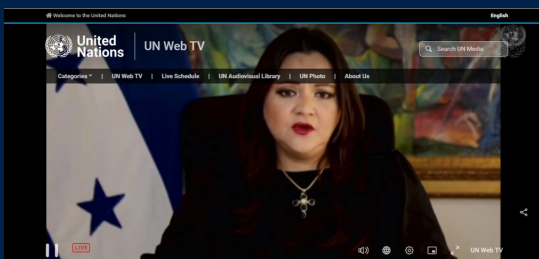 Welcome to the United Nations
English
United Nations
UN Web TV
Search UN Media
Categories | UN Web TV | Live Schedule | UN Audiovisual Library | UN Photo | About Us
LIVE
UN Web TV